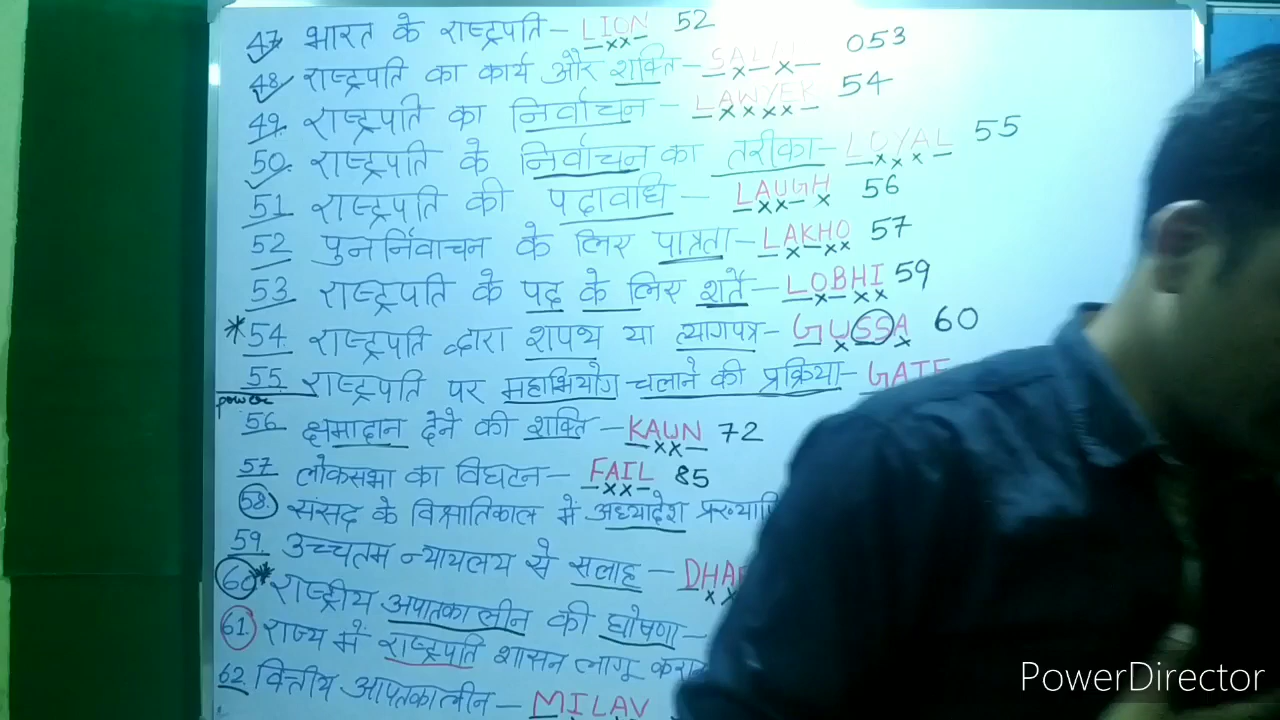 47 भारत के राष्ट्रपति - LION 52
48 राष्ट्रपति का कार्य और शक्ति - 053
49. राष्ट्रपति का निर्वाचन - LAWYER 54
50. राष्ट्रपति के निर्वाचन का तरीका - LOYAL 55
51 राष्ट्रपति की पदावधि - LAUGH 56
52 पुनर्निवाचन के लिए पात्रता - LAKHO 57
53 राष्ट्रपति के पद के लिए शर्ते - LOBHI 59
*54. राष्ट्रपति द्वारा शपथ या त्यागपत्र - GUSSA 60
55 राष्ट्रपति पर महाभियोग चलाने की प्रक्रिया - GATE
power
56 क्षमादान देने की शक्ति - KAUN 72
57 लोकसभा का विघटन - FAIL 85
58. संसद के में अध्यादेश
59. उच्चतम न्यायलय से सलाह -
60* राष्ट्रीय अपातकालीन की घोषणा -
61. राज्य में राष्ट्रपति शासन लागू
62. वित्तीय आपतकालीन - MILAV
PowerDirector